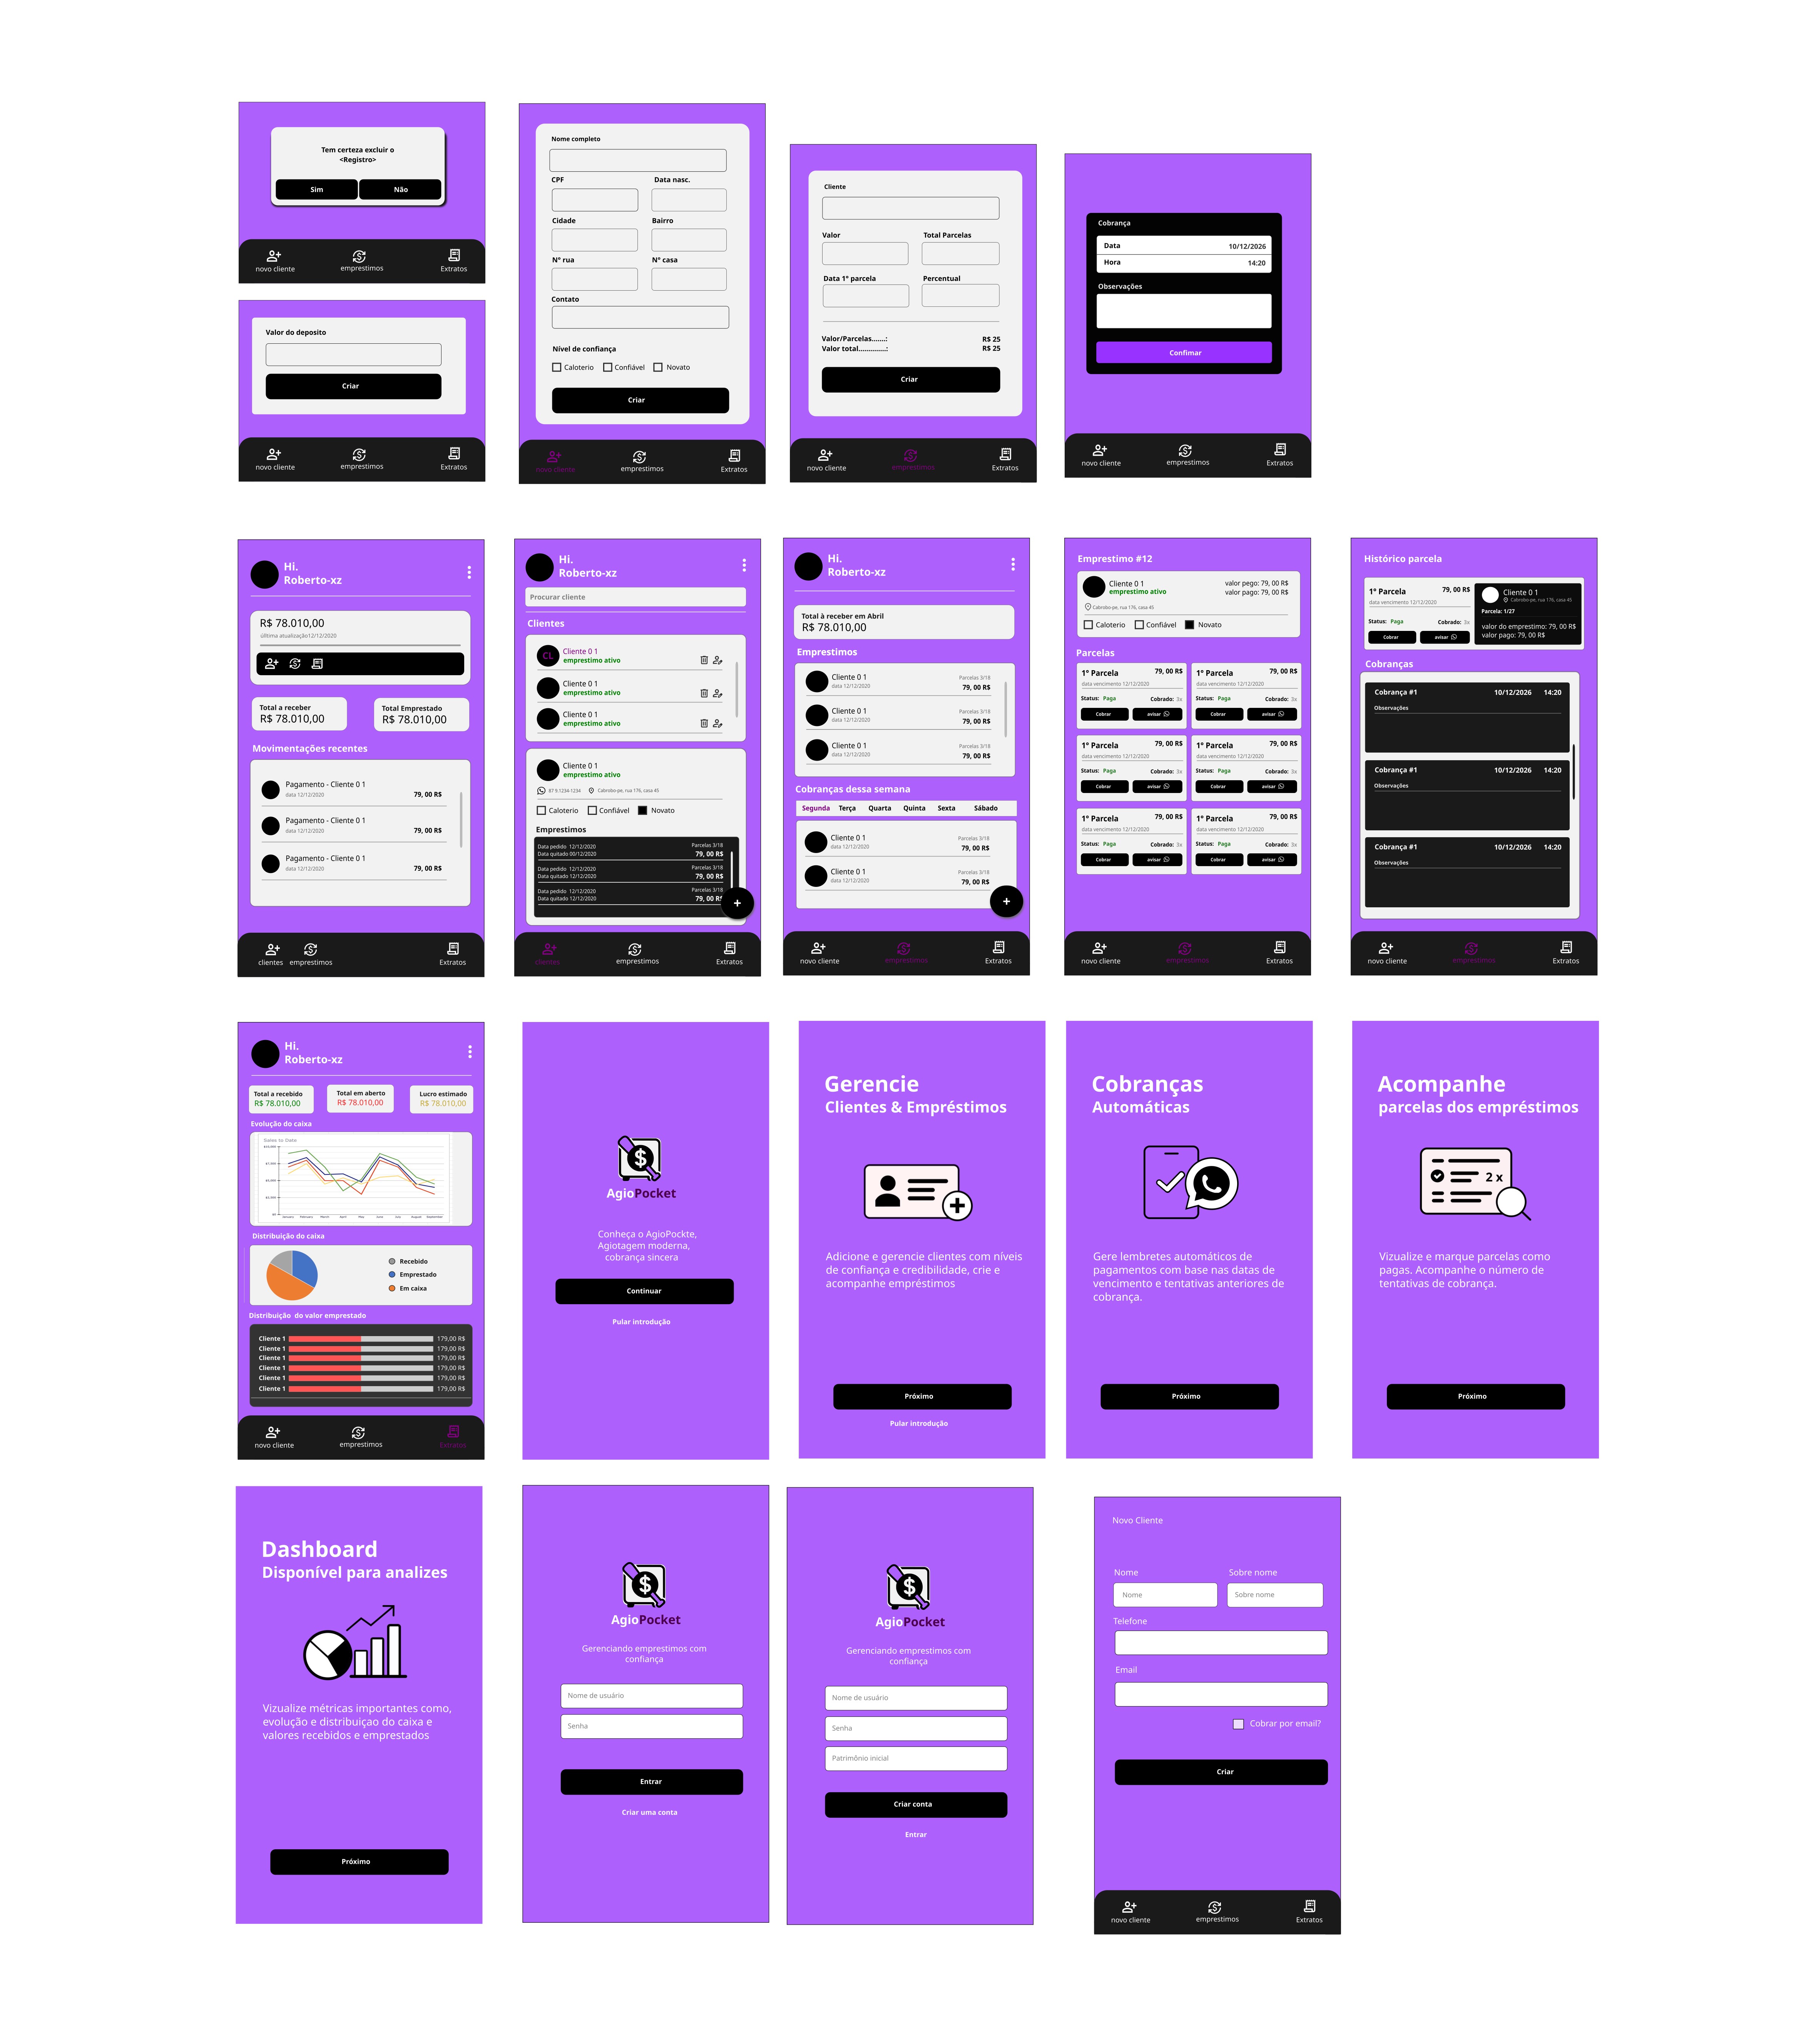 Tem certeza excluir o
<Registro>
Sim
Não
novo cliente
emprestimos
Extratos
Valor do deposito
Criar
novo cliente
emprestimos
Extratos
Nome completo
CPF
Data nasc.
Cidade
Bairro
N° rua
N° casa
Contato
Nível de confiança
Caloterio
Confiável
Novato
Criar
novo cliente
emprestimos
Extratos
Cliente
Valor
Total Parcelas
Data 1° parcela
Percentual
Valor/Parcelas.......:
R$ 25
Valor total..............:
R$ 25
Criar
novo cliente
emprestimos
Extratos
Cobrança
Data
10/12/2026
Hora
14:20
Observações
Confimar
novo cliente
emprestimos
Extratos
Hi.
Roberto-xz
R$ 78.010,00
úlltima atualização12/12/2020
Total a receber
R$ 78.010,00
Total Emprestado
R$ 78.010,00
Movimentações recentes
Pagamento - Cliente 0 1
data 12/12/2020
79, 00 R$
Pagamento - Cliente 0 1
data 12/12/2020
79, 00 R$
Pagamento - Cliente 0 1
data 12/12/2020
79, 00 R$
clientes
emprestimos
Extratos
Hi.
Roberto-xz
Procurar cliente
Clientes
CL
Cliente 0 1
emprestimo ativo
Cliente 0 1
emprestimo ativo
Cliente 0 1
emprestimo ativo
Cliente 0 1
emprestimo ativo
87 9.1234-1234
Cabrobo-pe, rua 176, casa 45
Caloterio
Confiável
Novato
Emprestimos
Data pedido 12/12/2020
Parcelas 3/18
Data quitado 00/12/2020
79, 00 R$
Data pedido 12/12/2020
Parcelas 3/18
Data quitado 12/12/2020
79, 00 R$
Data pedido 12/12/2020
Parcelas 3/18
Data quitado 12/12/2020
79, 00 R$
+
clientes
emprestimos
Extratos
Hi.
Roberto-xz
Total à receber em Abril
R$ 78.010,00
Emprestimos
Cliente 0 1
Parcelas 3/18
data 12/12/2020
79, 00 R$
Cliente 0 1
Parcelas 3/18
data 12/12/2020
79, 00 R$
Cliente 0 1
Parcelas 3/18
data 12/12/2020
79, 00 R$
Cobranças dessa semana
Segunda Terça Quarta Quinta Sexta Sábado
Cliente 0 1
Parcelas 3/18
data 12/12/2020
79, 00 R$
Cliente 0 1
Parcelas 3/18
data 12/12/2020
79, 00 R$
+
novo cliente
emprestimos
Extratos
Emprestimo #12
Cliente 0 1
emprestimo ativo
valor pego: 79, 00 R$
valor pago: 79, 00 R$
Cabrobo-pe, rua 176, casa 45
Caloterio
Confiável
Novato
Parcelas
1° Parcela
79, 00 R$
data vencimento 12/12/2020
Status: Paga
Cobrado: 3x
Cobrar
avisar
1° Parcela
79, 00 R$
data vencimento 12/12/2020
Status: Paga
Cobrado: 3x
Cobrar
avisar
1° Parcela
79, 00 R$
data vencimento 12/12/2020
Status: Paga
Cobrado: 3x
Cobrar
avisar
1° Parcela
79, 00 R$
data vencimento 12/12/2020
Status: Paga
Cobrado: 3x
Cobrar
avisar
1° Parcela
79, 00 R$
data vencimento 12/12/2020
Status: Paga
Cobrado: 3x
Cobrar
avisar
1° Parcela
79, 00 R$
data vencimento 12/12/2020
Status: Paga
Cobrado: 3x
Cobrar
avisar
novo cliente
emprestimos
Extratos
Histórico parcela
1° Parcela
79, 00 R$
data vencimento 12/12/2020
Status: Paga
Cobrado: 3x
Cobrar
avisar
Cliente 0 1
Cabrobo-pe, rua 176, casa 45
Parcela: 1/27
valor do emprestimo: 79, 00 R$
valor pago: 79, 00 R$
Cobranças
Cobrança #1
10/12/2026
14:20
Observações
Cobrança #1
10/12/2026
14:20
Observações
Cobrança #1
10/12/2026
14:20
Observações
novo cliente
emprestimos
Extratos
Hi.
Roberto-xz
Total a recebido
R$ 78.010,00
Total em aberto
R$ 78.010,00
Lucro estimado
R$ 78.010,00
Evolução do caixa
Sales to Date
Distribuição do caixa
Recebido
Emprestado
Em caixa
Distribuição do valor emprestado
Cliente 1
179,00 R$
Cliente 1
179,00 R$
Cliente 1
179,00 R$
Cliente 1
179,00 R$
Cliente 1
179,00 R$
Cliente 1
179,00 R$
novo cliente
emprestimos
Extratos
$
AgioPocket
Conheça o AgioPockte,
Agiotagem moderna,
cobrança sincera
Continuar
Pular introdução
Gerencie
Clientes & Empréstimos
Adicione e gerencie clientes com níveis
de confiança e credibilidade, crie e
acompanhe empréstimos
Próximo
Pular introdução
Cobranças
Automáticas
Gere lembretes automáticos de
pagamentos com base nas datas de
vencimento e tentativas anteriores de
cobrança.
Próximo
Acompanhe
parcelas dos empréstimos
2 x
Vizualize e marque parcelas como
pagas. Acompanhe o número de
tentativas de cobrança.
Próximo
Dashboard
Disponível para analizes
Vizualize métricas importantes como,
evolução e distribuiçao do caixa e
valores recebidos e emprestados
Próximo
$
AgioPocket
Gerenciando emprestimos com
confiança
Nome de usuário
Senha
Entrar
Criar uma conta
$
AgioPocket
Gerenciando emprestimos com
confiança
Nome de usuário
Senha
Patrimônio inicial
Criar conta
Entrar
Novo Cliente
Nome
Sobre nome
Nome
Sobre nome
Telefone
Email
Cobrar por email?
Criar
novo cliente
emprestimos
Extratos